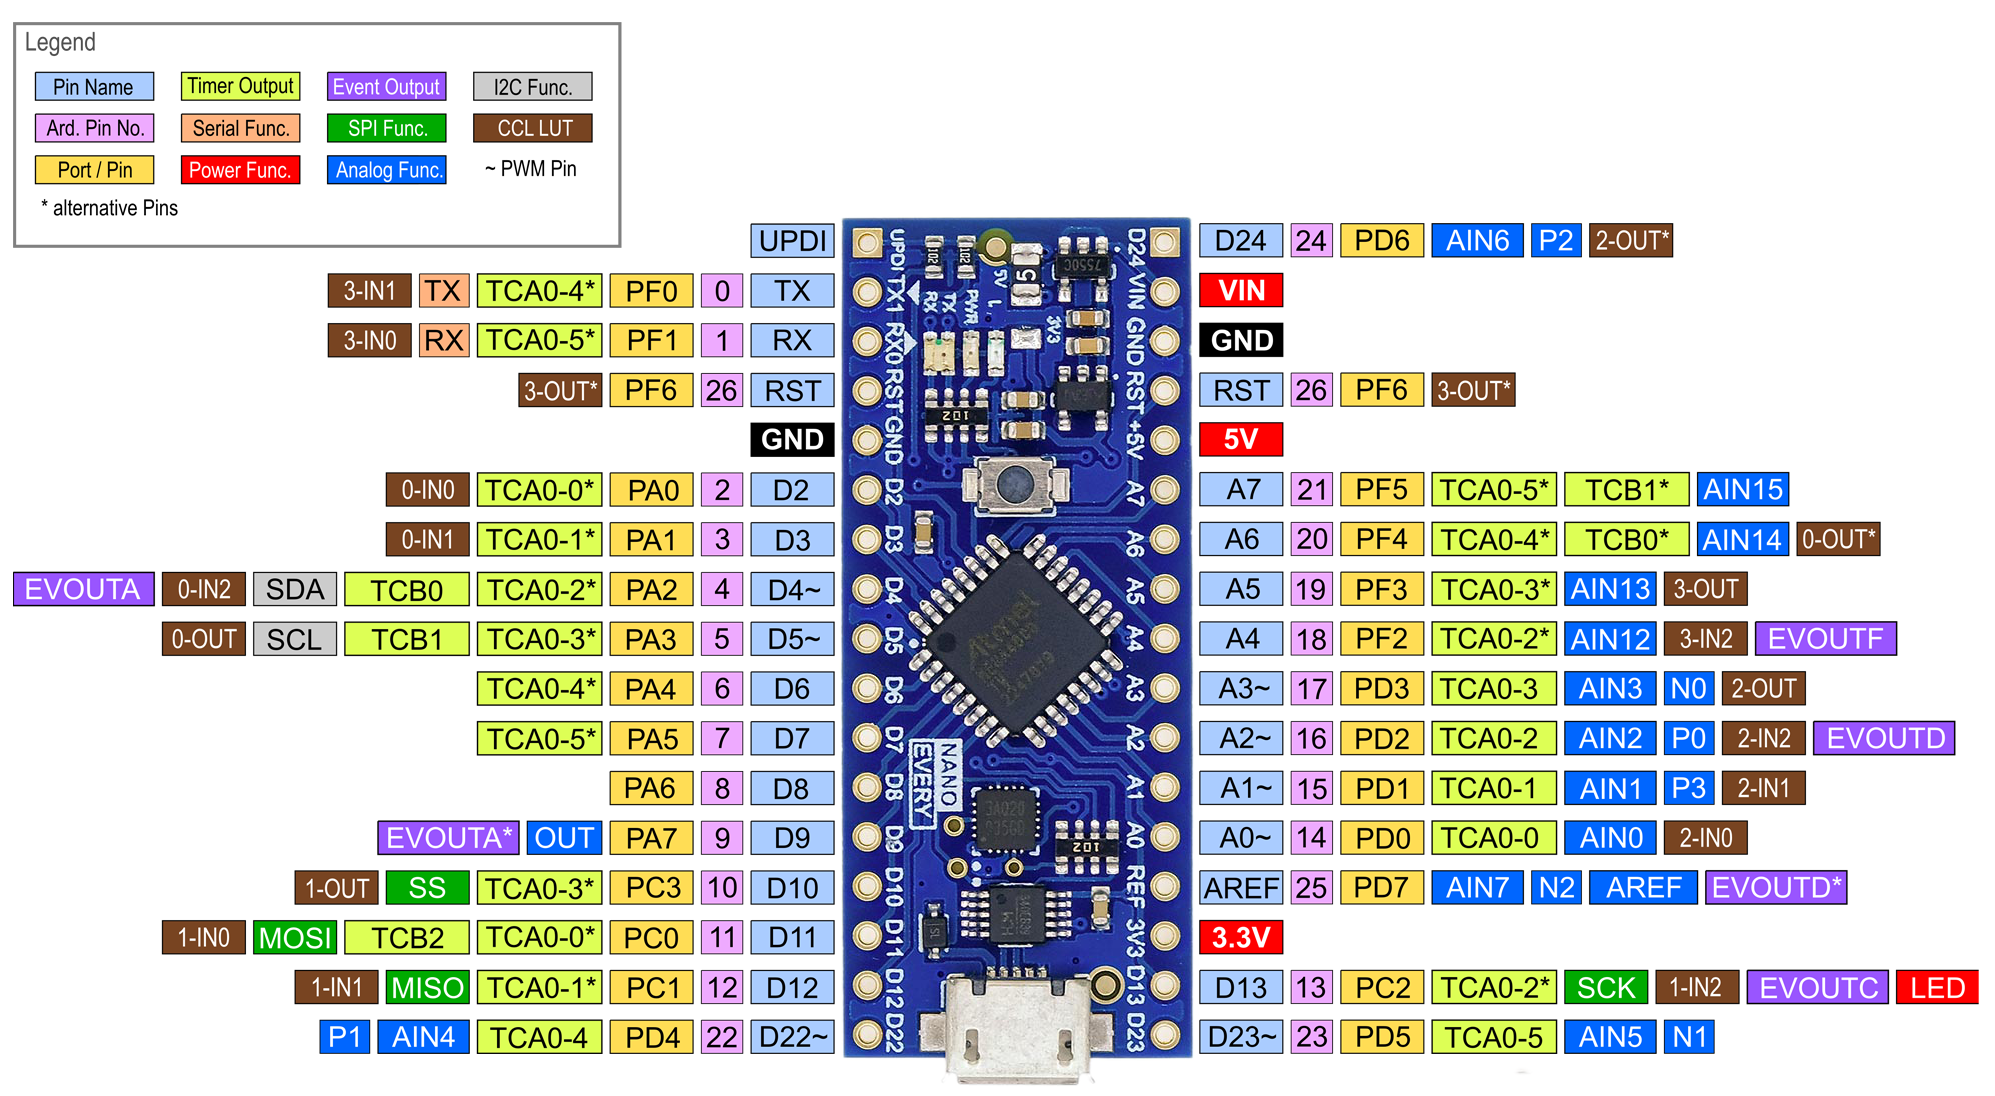 Legend
Pin Name Timer Output Event Output I2C Func.
Ard. Pin No. Serial Func. SPI Func. CCL LUT
Port / Pin Power Func. Analog Func. ~ PWM Pin
* alternative Pins
UPDI UPDI D24 D24 24 PD6 AIN6 P2 2-OUT*
3-IN1 TX TCA0-4* PF0 0 TX TX1 VIN VIN
3-IN0 RX TCA0-5* PF1 1 RX RX0 GND GND
3-OUT* PF6 26 RST RST RST RST 26 PF6 3-OUT*
GND GND +5V 5V
0-IN0 TCA0-0* PA0 2 D2 D2 A7 A7 21 PF5 TCA0-5* TCB1* AIN15
0-IN1 TCA0-1* PA1 3 D3 D3 A6 A6 20 PF4 TCA0-4* TCB0* AIN14 0-OUT*
EVOUTA 0-IN2 SDA TCB0 TCA0-2* PA2 4 D4~ D4 A5 A5 19 PF3 TCA0-3* AIN13 3-OUT
0-OUT SCL TCB1 TCA0-3* PA3 5 D5~ D5 A4 A4 18 PF2 TCA0-2* AIN12 3-IN2 EVOUTF
TCA0-4* PA4 6 D6 D6 A3 A3~ 17 PD3 TCA0-3 AIN3 N0 2-OUT
TCA0-5* PA5 7 D7 D7 A2 A2~ 16 PD2 TCA0-2 AIN2 P0 2-IN2 EVOUTD
PA6 8 D8 D8 A1 A1~ 15 PD1 TCA0-1 AIN1 P3 2-IN1
EVOUTA* OUT PA7 9 D9 D9 A0 A0~ 14 PD0 TCA0-0 AIN0 2-IN0
1-OUT SS TCA0-3* PC3 10 D10 D10 REF AREF 25 PD7 AIN7 N2 AREF EVOUTD*
1-IN0 MOSI TCB2 TCA0-0* PC0 11 D11 D11 3V3 3.3V
1-IN1 MISO TCA0-1* PC1 12 D12 D12 D13 D13 13 PC2 TCA0-2* SCK 1-IN2 EVOUTC LED
P1 AIN4 TCA0-4 PD4 22 D22~ D22 D23 D23~ 23 PD5 TCA0-5 AIN5 N1
102 102
5V
7550C
RX TX PWR L
3V3
102
NANO
EVERY
102